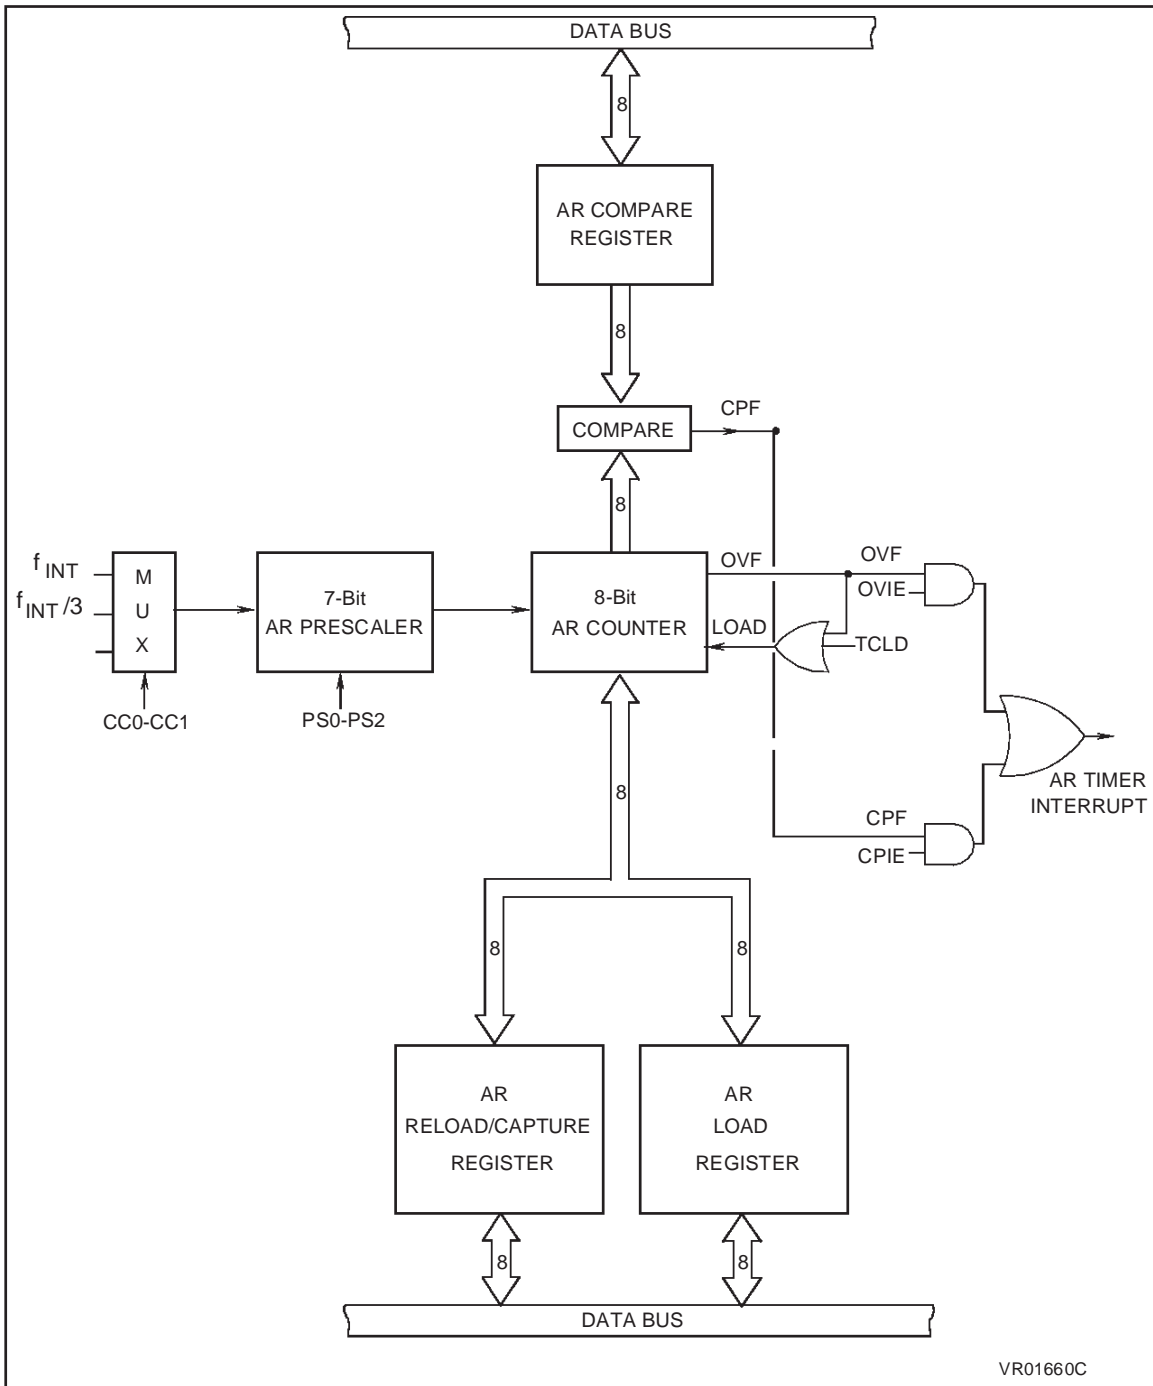 DATA BUS
8
AR COMPARE
REGISTER
8
COMPARE
CPF
8
f INT
f INT /3
M
U
X
7-Bit
AR PRESCALER
8-Bit
AR COUNTER
OVF
OVF
OVIE
LOAD
TCLD
CC0-CC1
PS0-PS2
8
AR TIMER
INTERRUPT
CPF
CPIE
8
8
AR
RELOAD/CAPTURE
REGISTER
AR
LOAD
REGISTER
8
8
DATA BUS
VR01660C